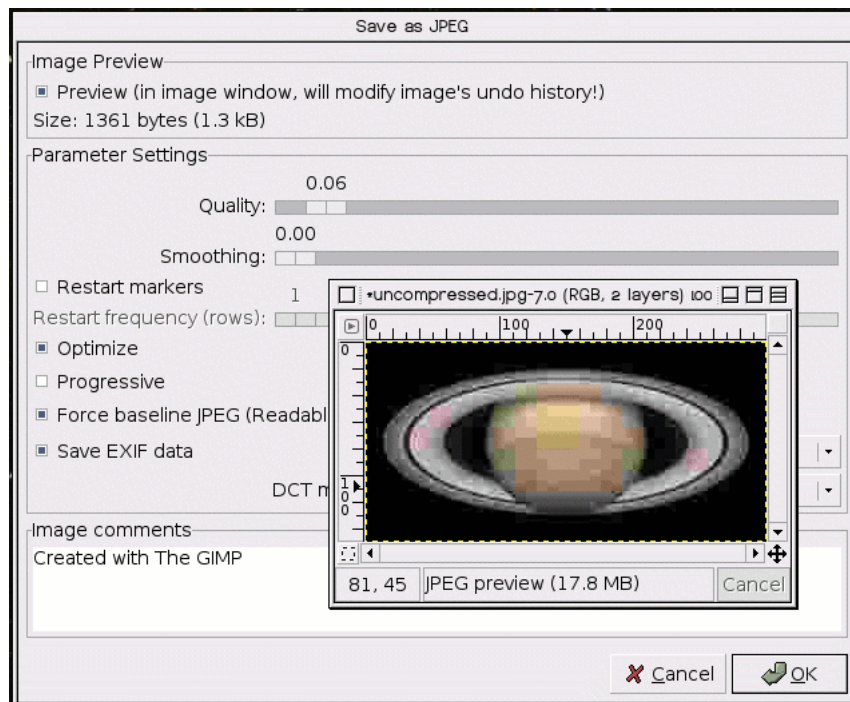 Save as JPEG
Image Preview
Preview (in image window, will modify image's undo history!)
Size: 1361 bytes (1.3 kB)
Parameter Settings
0.06
Quality:
0.00
Smoothing:
Restart markers
1
Restart frequency (rows):
Optimize
Progressive
Force baseline JPEG (Readabl
Save EXIF data
DCT m
*uncompressed.jpg-7.0 (RGB, 2 layers) 100
0 100 200
0
100
81, 45 JPEG preview (17.8 MB) Cancel
Image comments
Created with The GIMP
Cancel OK